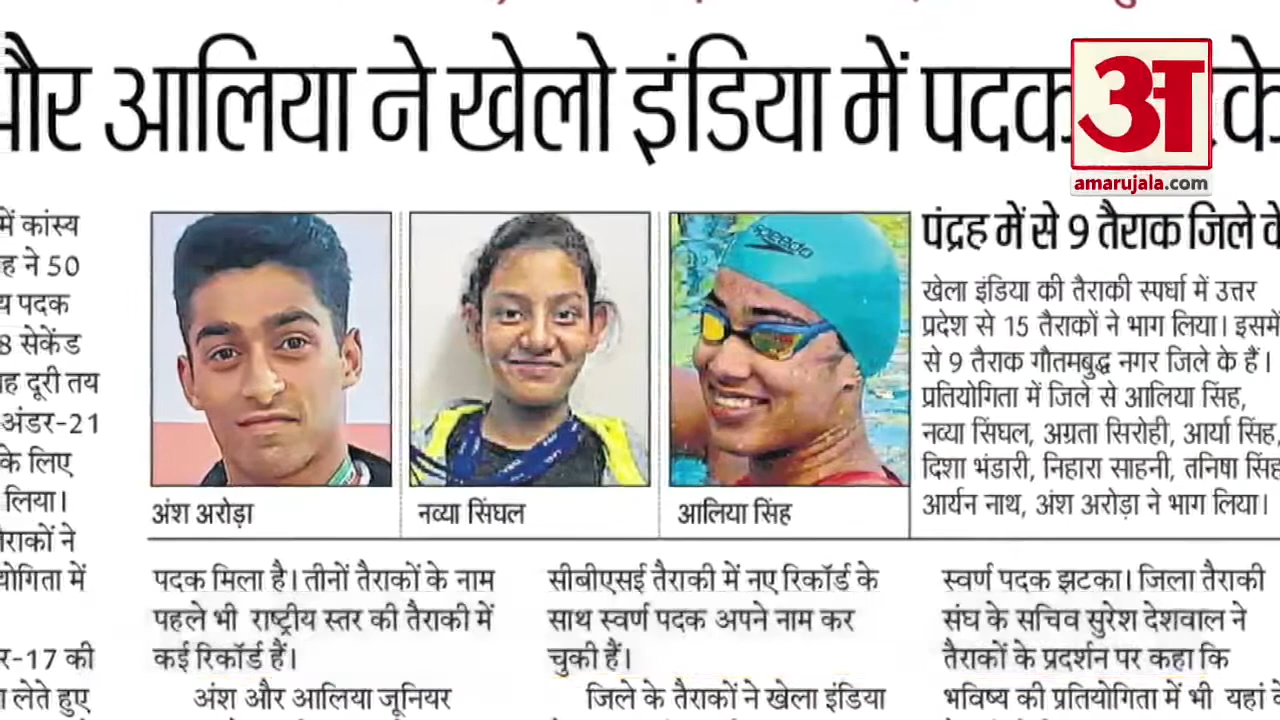 और आलिया ने खेलो इंडिया में पदक के
अ
amarujala.com
में कांस्य
ने 50
पदक
8 सेकेंड
दूरी तय
अंडर-21
के लिए
लिया।
ने
में
-17 की
लेते हुए
speedo
अंश अरोड़ा
नव्या सिंघल
आलिया सिंह
पंद्रह में से 9 तैराक जिले के
खेला इंडिया की तैराकी स्पर्धा में उत्तर
प्रदेश से 15 तैराकों ने भाग लिया। इसमें
से 9 तैराक गौतमबुद्ध नगर जिले के हैं।
प्रतियोगिता में जिले से आलिया सिंह,
नव्या सिंघल, अग्रता सिरोही, आर्या सिंह,
दिशा भंडारी, निहारा साहनी, तनिषा सिंह
आर्यन नाथ, अंश अरोड़ा ने भाग लिया।
पदक मिला है। तीनों तैराकों के नाम
पहले भी राष्ट्रीय स्तर की तैराकी में
कई रिकॉर्ड हैं।
अंश और आलिया जूनियर
सीबीएसई तैराकी में नए रिकॉर्ड के
साथ स्वर्ण पदक अपने नाम कर
चुकी हैं।
जिले के तैराकों ने खेला इंडिया
स्वर्ण पदक झटका। जिला तैराकी
संघ के सचिव सुरेश देशवाल ने
तैराकों के प्रदर्शन पर कहा कि
भविष्य की प्रतियोगिता में भी यहां